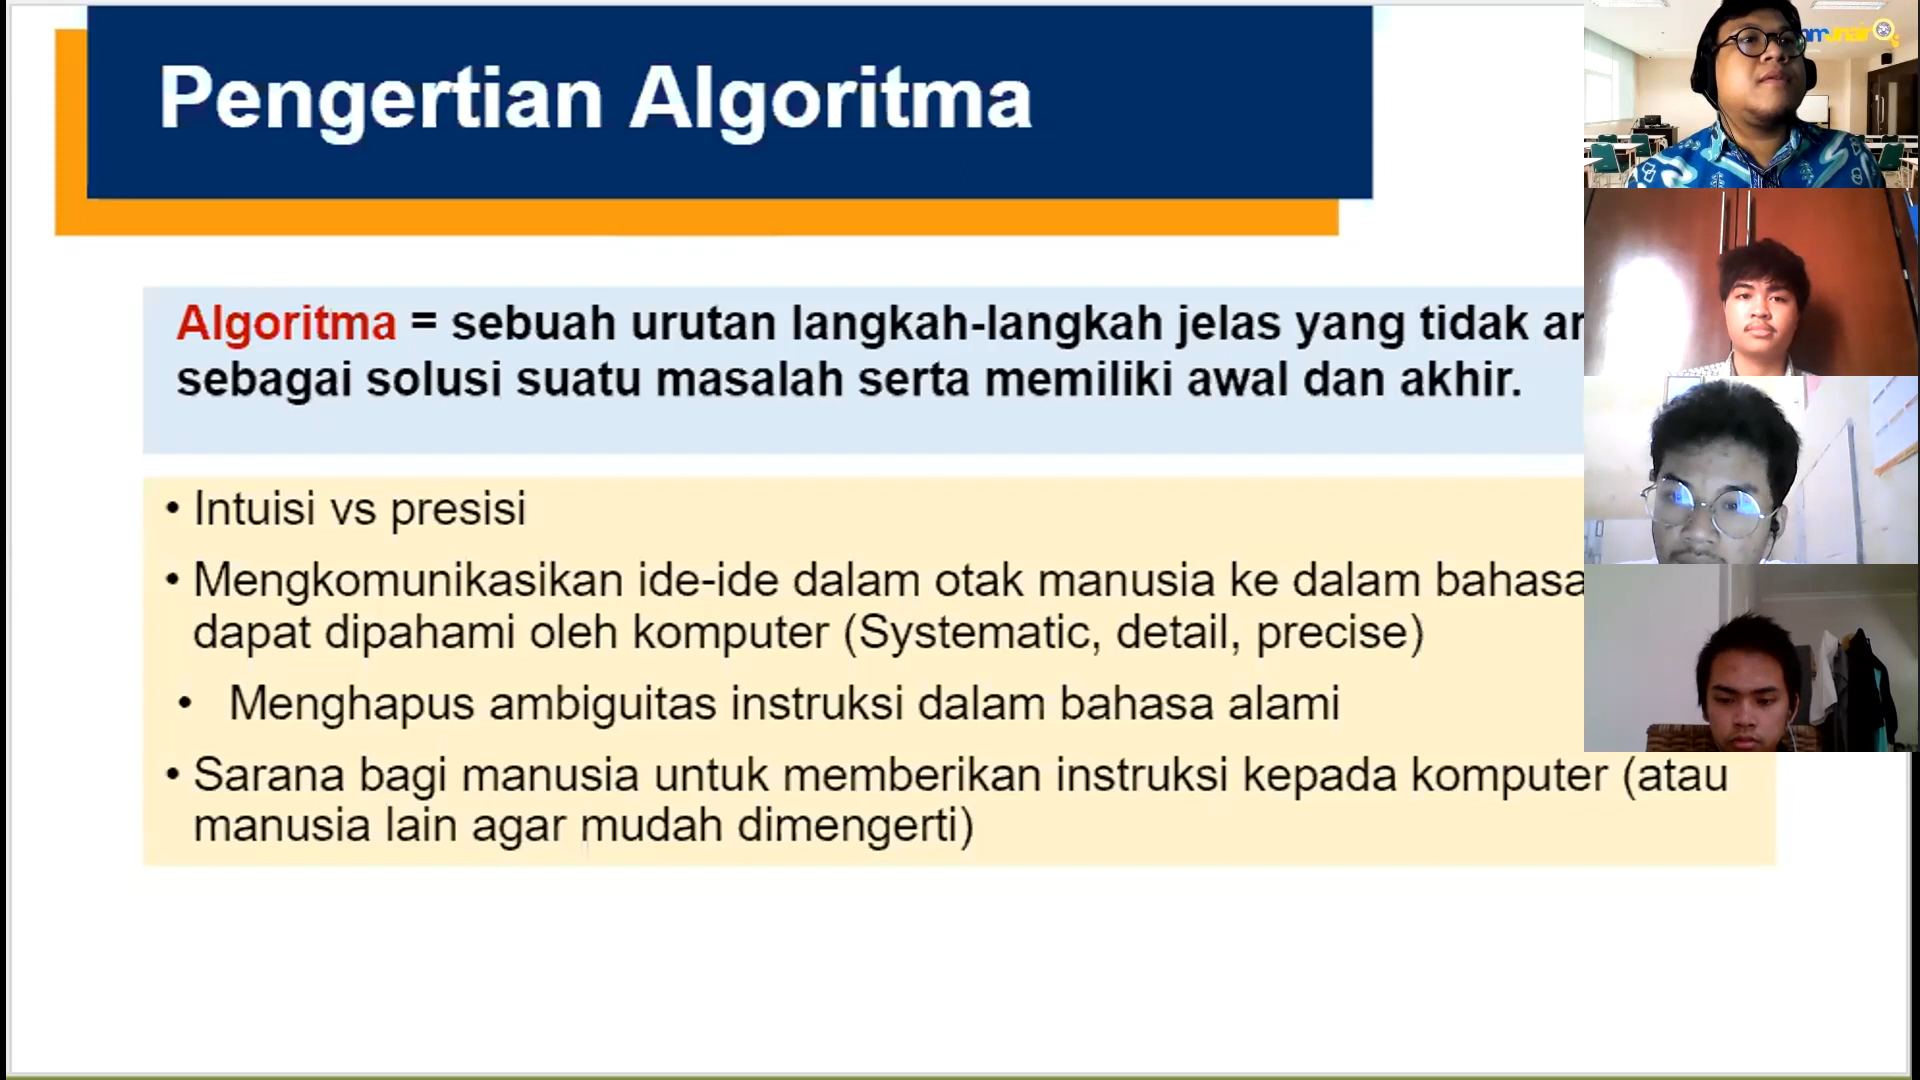 Pengertian Algoritma
Algoritma = sebuah urutan langkah-langkah jelas yang tidak
sebagai solusi suatu masalah serta memiliki awal dan akhir.
• Intuisi vs presisi
• Mengkomunikasikan ide-ide dalam otak manusia ke dalam bahasa
dapat dipahami oleh komputer (Systematic, detail, precise)
• Menghapus ambiguitas instruksi dalam bahasa alami
• Sarana bagi manusia untuk memberikan instruksi kepada komputer (atau
manusia lain agar mudah dimengerti)